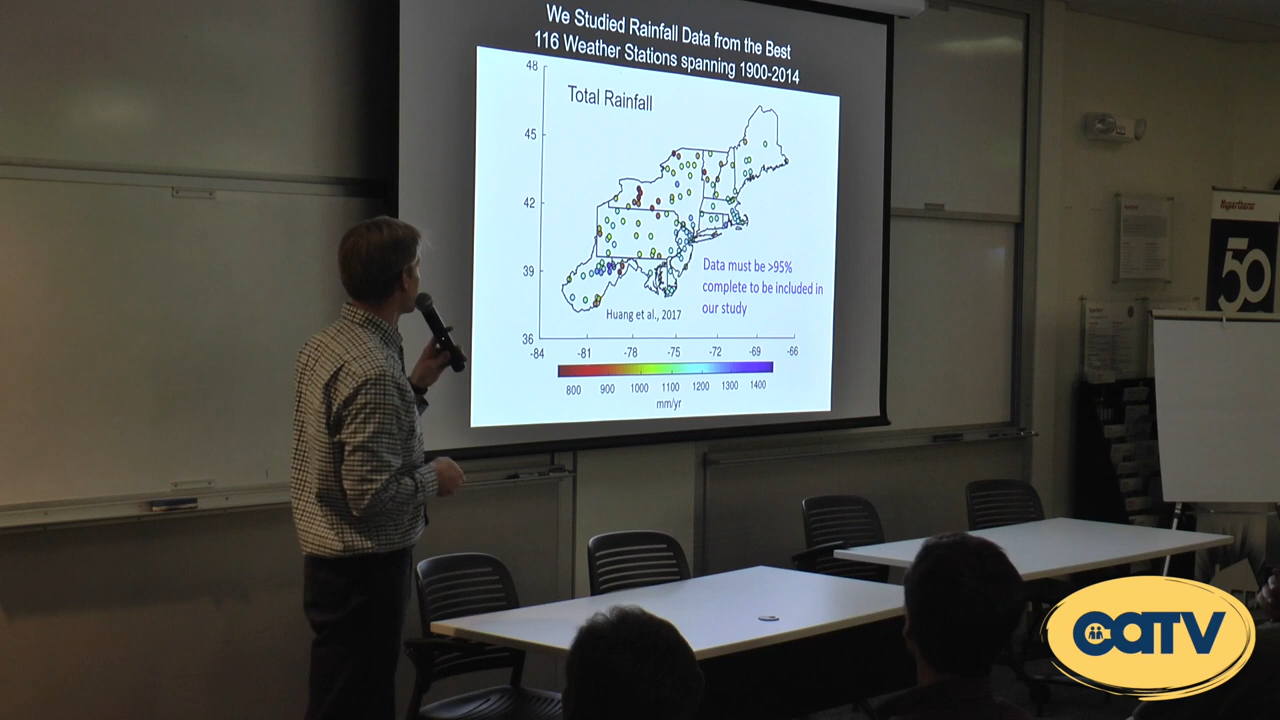 We Studied Rainfall Data from the Best
116 Weather Stations spanning 1900-2014
48
Total Rainfall
45
42
39
Data must be >95%
complete to be included in
our study
Huang et al., 2017
36
-84 -81 -78 -75 -72 -69 -66
800 900 1000 1100 1200 1300 1400
mm/yr
Hypertherm
50
CATV